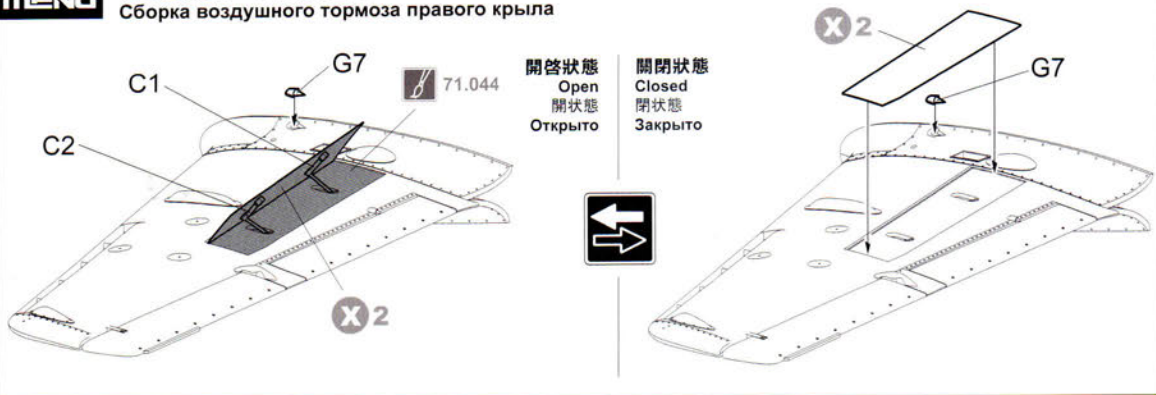 MENG
Сборка воздушного тормоза правого крыла
G7
C1
71.044
C2
X 2
開啓狀態
Open
開状態
Открыто
關閉狀態
Closed
閉状態
Закрыто
X 2
G7